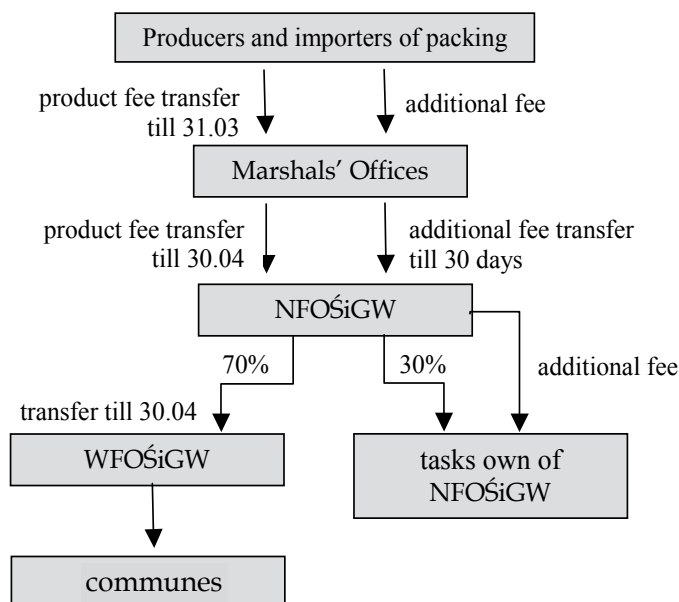 Producers and importers of packing
product fee transfer
till 31.03
additional fee
Marshals’ Offices
product fee transfer
till 30.04
additional fee transfer
till 30 days
NFOŚiGW
70%
30%
additional fee
transfer till 30.04
WFOŚiGW
tasks own of
NFOŚiGW
communes